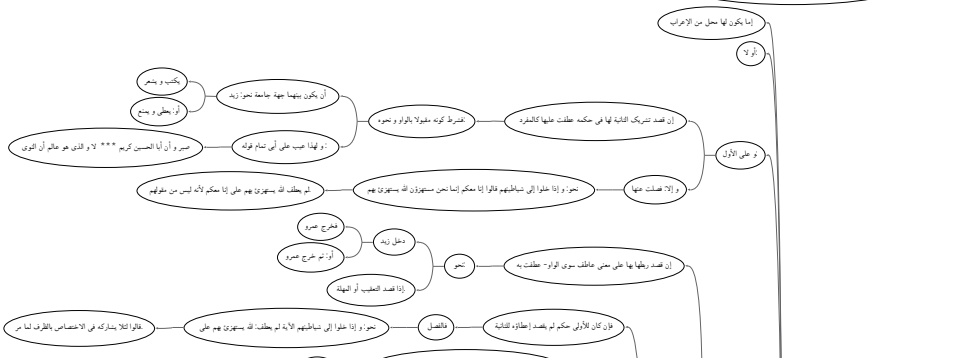 إما يكون لها محل من الإعراب
أو لا:
و على الأول:
إن قصد تشريك الثانية لها في حكمه عطفت عليها كالمفرد
فشرط كونه مقبولا بالواو و نحوه:
أن يكون بينهما جهة جامعة نحو: زيد
يكتب و يشعر
أو: يعطى و يمنع
و لهذا عيب على أبى تمام قوله:
لا و الذى هو عالم أن النوى *** صبر و أن أبا الحسين كريم
و إلا: فصلت عنها
نحو: و إذا خلوا إلى شياطينهم قالوا إنا معكم إنما نحن مستهزؤن الله يستهزئ بهم
لم يعطف الله يستهزئ بهم على إنا معكم لأنه ليس من مقولهم.
إن قصد ربطها بها على معنى عاطف سوى الواو- عطفت به
نحو:
دخل زيد
فخرج عمرو
أو: ثم خرج عمرو
إذا قصد التعقيب أو المهلة.
فإن كان للأولى حكم لم يقصد إعطاؤه للثانية
فالفصل
نحو: و إذا خلوا إلى شياطينهم الآية لم يعطف: الله يستهزئ بهم على
قالوا لئلا يشاركه في الاختصاص بالظرف لما مر.